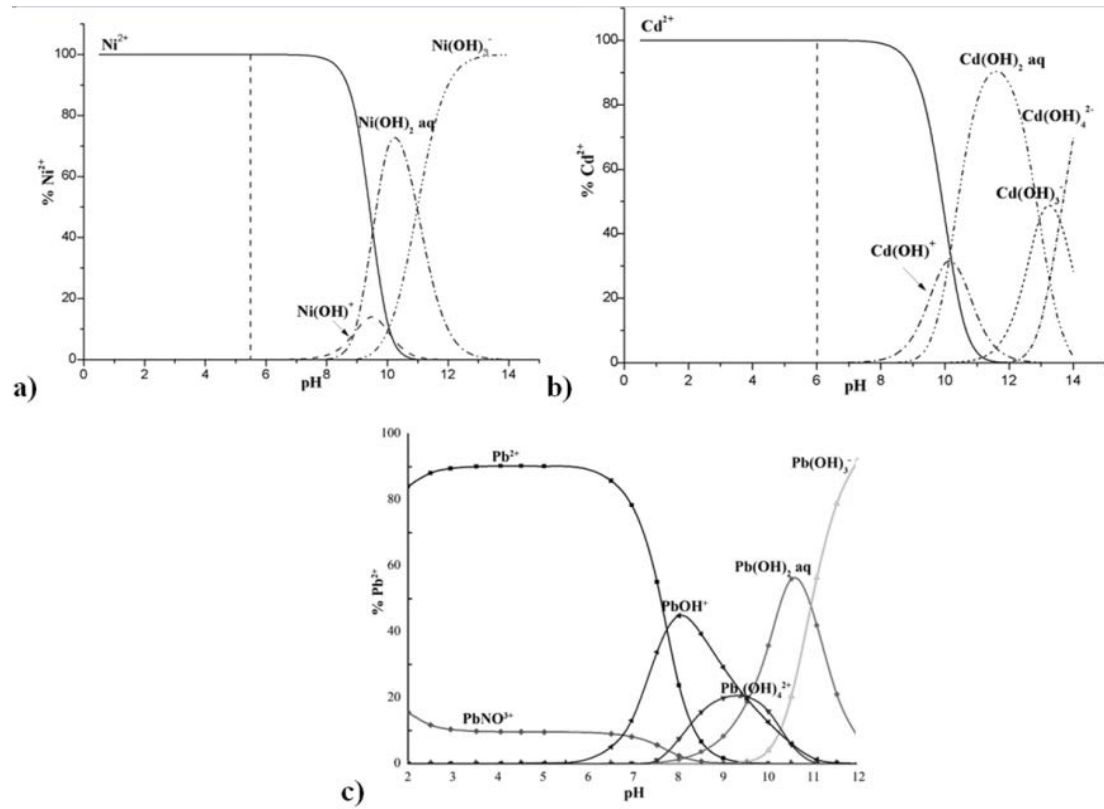 Ni²⁺
Ni(OH)₃⁻
Ni(OH)₂ aq
Ni(OH)⁺
% Ni²⁺
100
80
60
40
20
0
0 2 4 6 8 10 12 14
pH
a)
Cd²⁺
Cd(OH)₂ aq
Cd(OH)₄²⁻
Cd(OH)₃⁻
Cd(OH)⁺
% Cd²⁺
100
80
60
40
20
0
0 2 4 6 8 10 12 14
pH
b)
Pb²⁺
Pb(OH)₃⁻
Pb(OH)₂ aq
PbOH⁺
Pb (OH)₄²⁺
PbNO³⁺
% Pb²⁺
100
80
60
40
20
0
2 3 4 5 6 7 8 9 10 11 12
pH
c)